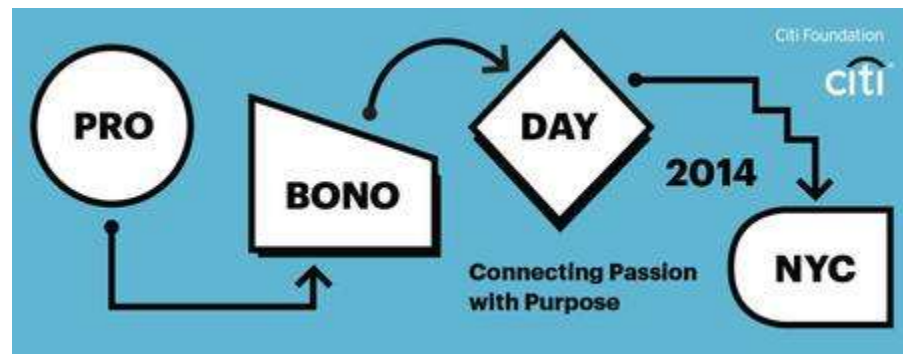 PRO
BONO
DAY
2014
NYC
Connecting Passion
with Purpose
Citi Foundation
citi